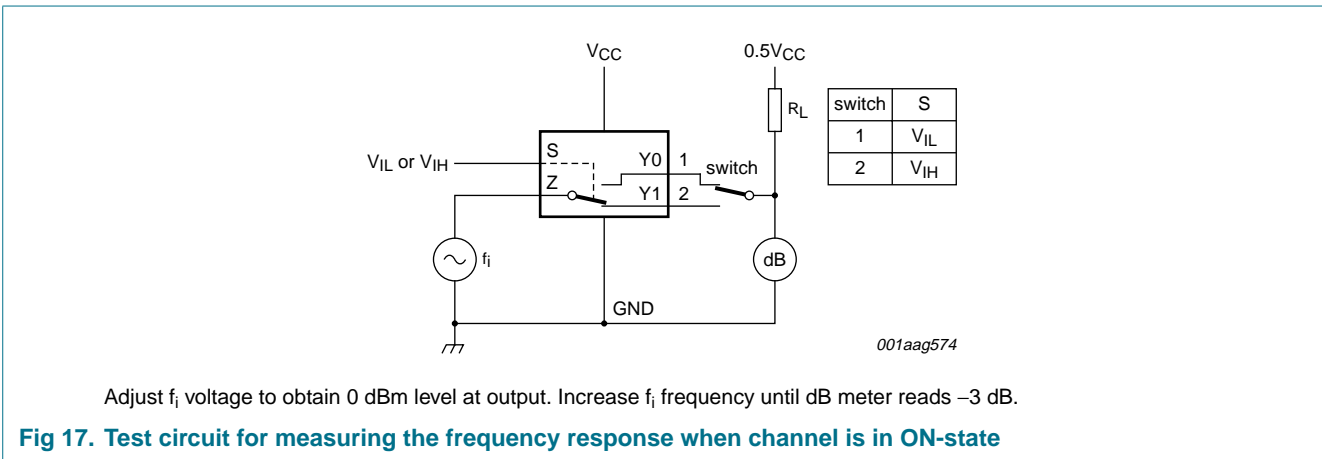 VCC
0.5VCC
RL
switch S
1 VIL
2 VIH
VIL or VIH
S
Z
Y0 1
Y1 2
switch
fi
dB
GND
001aag574
Adjust fi voltage to obtain 0 dBm level at output. Increase fi frequency until dB meter reads −3 dB.
Fig 17. Test circuit for measuring the frequency response when channel is in ON-state